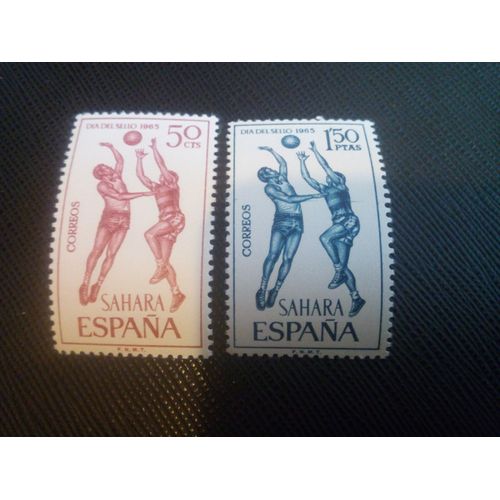 DIA DEL SELLO 1965
50
CTS
CORREOS
SAHARA
ESPAÑA
F.N.M.T.
DIA DEL SELLO 1965
1'50
PTAS
CORREOS
SAHARA
ESPAÑA
F.N.M.T.